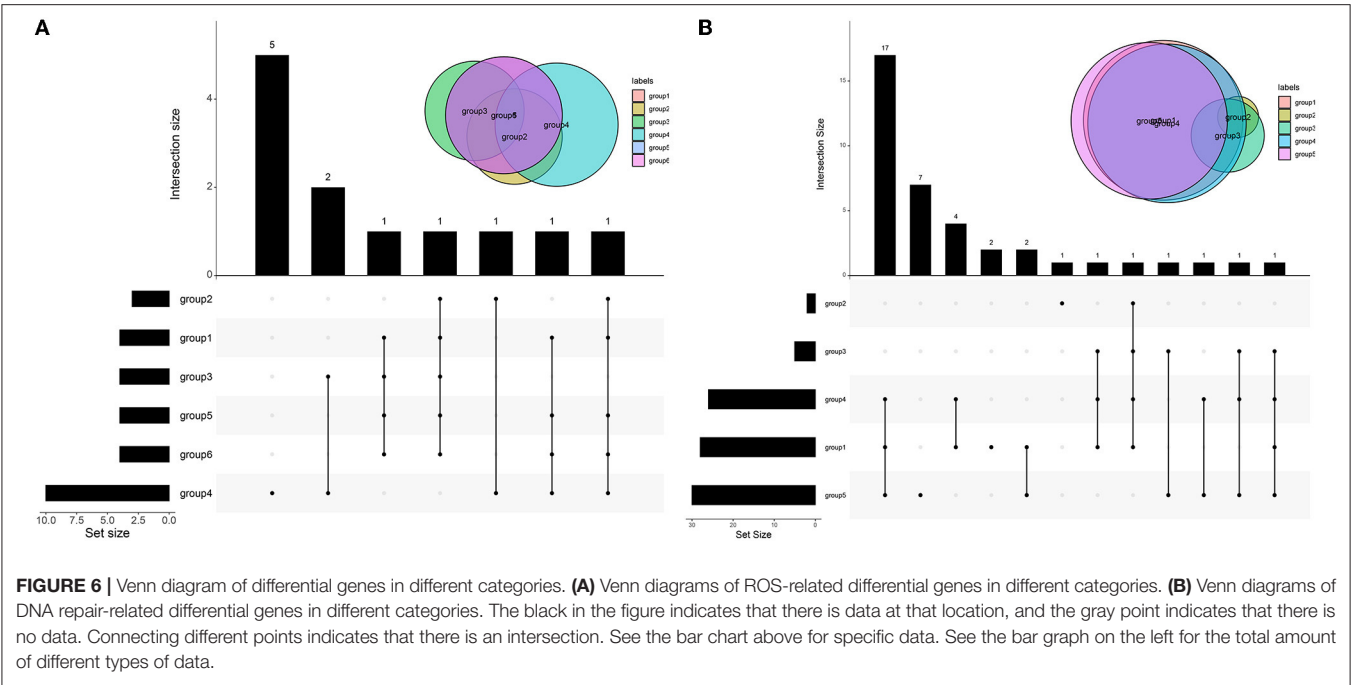 A
B
5
2
1
1
1
1
1
4
2
0
Intersection size
group3
group2
group4
labels
group1
group2
group3
group4
group5
group6
group2
group1
group3
group5
group6
group4
10.0 7.5 5.0 2.5 0.0
Set size
17
7
4
2
2
1
1
1
1
1
1
1
15
10
5
0
Intersection Size
group4
group2
group3
labels
group1
group2
group3
group4
group5
group2
group3
group4
group1
group5
30 20 10 0
Set Size
FIGURE 6 | Venn diagram of differential genes in different categories. (A) Venn diagrams of ROS-related differential genes in different categories. (B) Venn diagrams of
DNA repair-related differential genes in different categories. The black in the figure indicates that there is data at that location, and the gray point indicates that there is
no data. Connecting different points indicates that there is an intersection. See the bar chart above for specific data. See the bar graph on the left for the total amount
of different types of data.